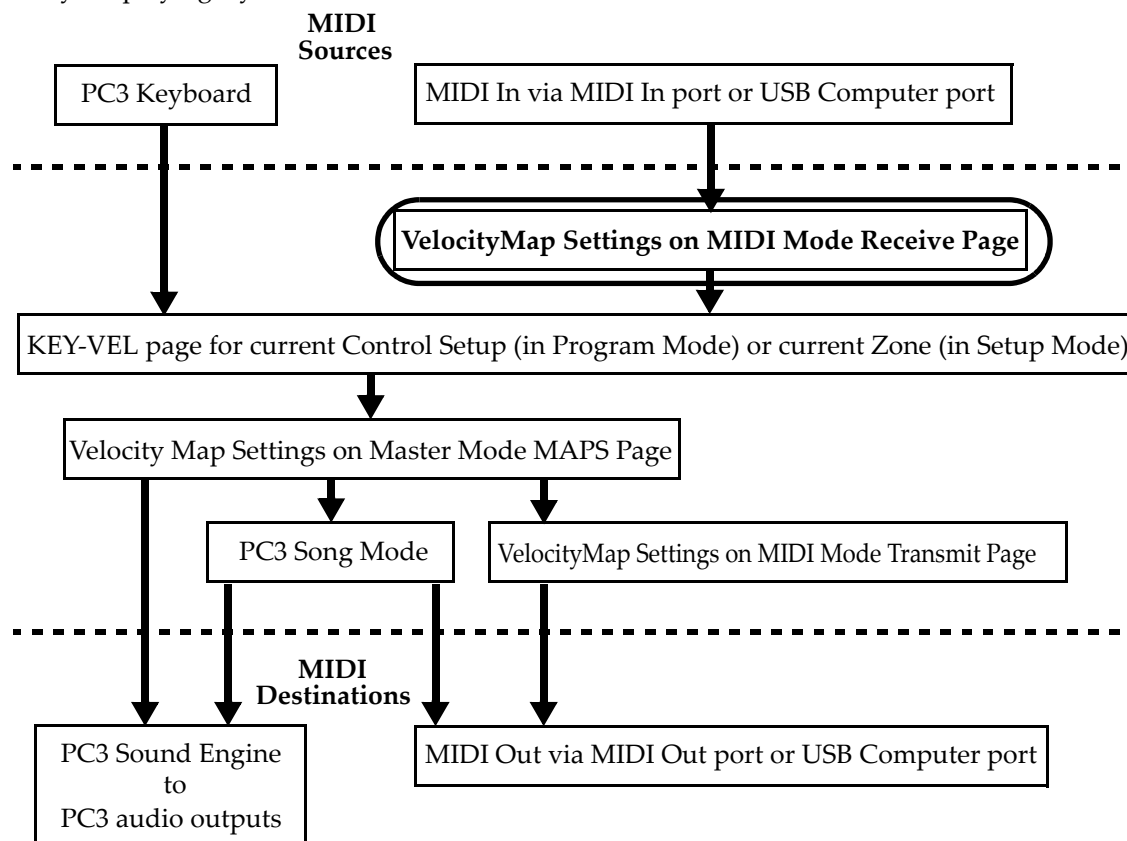 MIDI
Sources
PC3 Keyboard
MIDI In via MIDI In port or USB Computer port
VelocityMap Settings on MIDI Mode Receive Page
KEY-VEL page for current Control Setup (in Program Mode) or current Zone (in Setup Mode)
Velocity Map Settings on Master Mode MAPS Page
PC3 Song Mode
VelocityMap Settings on MIDI Mode Transmit Page
MIDI
Destinations
PC3 Sound Engine
to
PC3 audio outputs
MIDI Out via MIDI Out port or USB Computer port